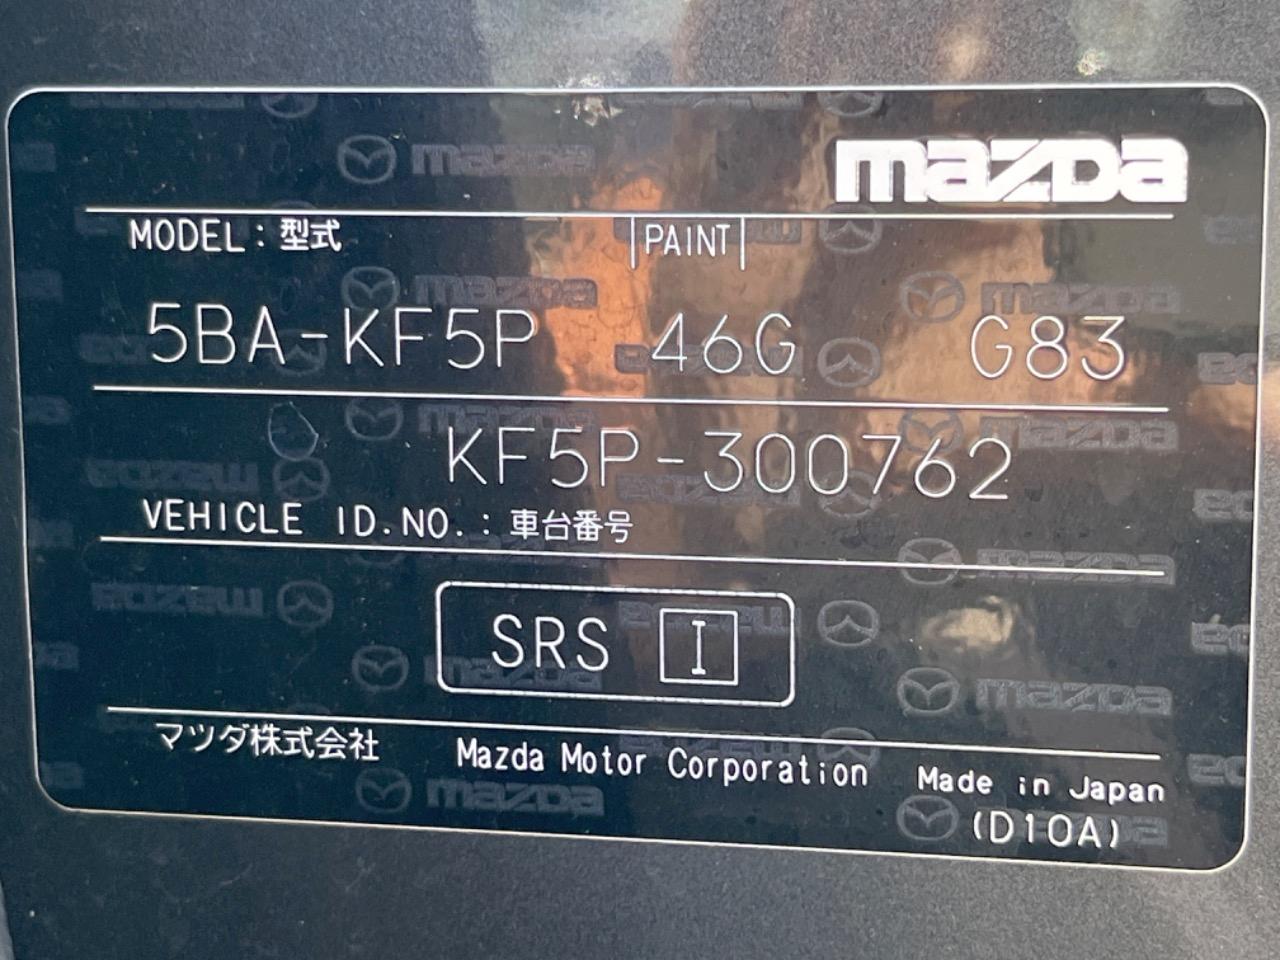 mazda
MODEL : 型式 |PAINT|
5BA-KF5P 46G G83
KF5P-300762
VEHICLE ID.NO. : 車台番号
SRS I
マツダ株式会社 Mazda Motor Corporation Made in Japan
(D10A)